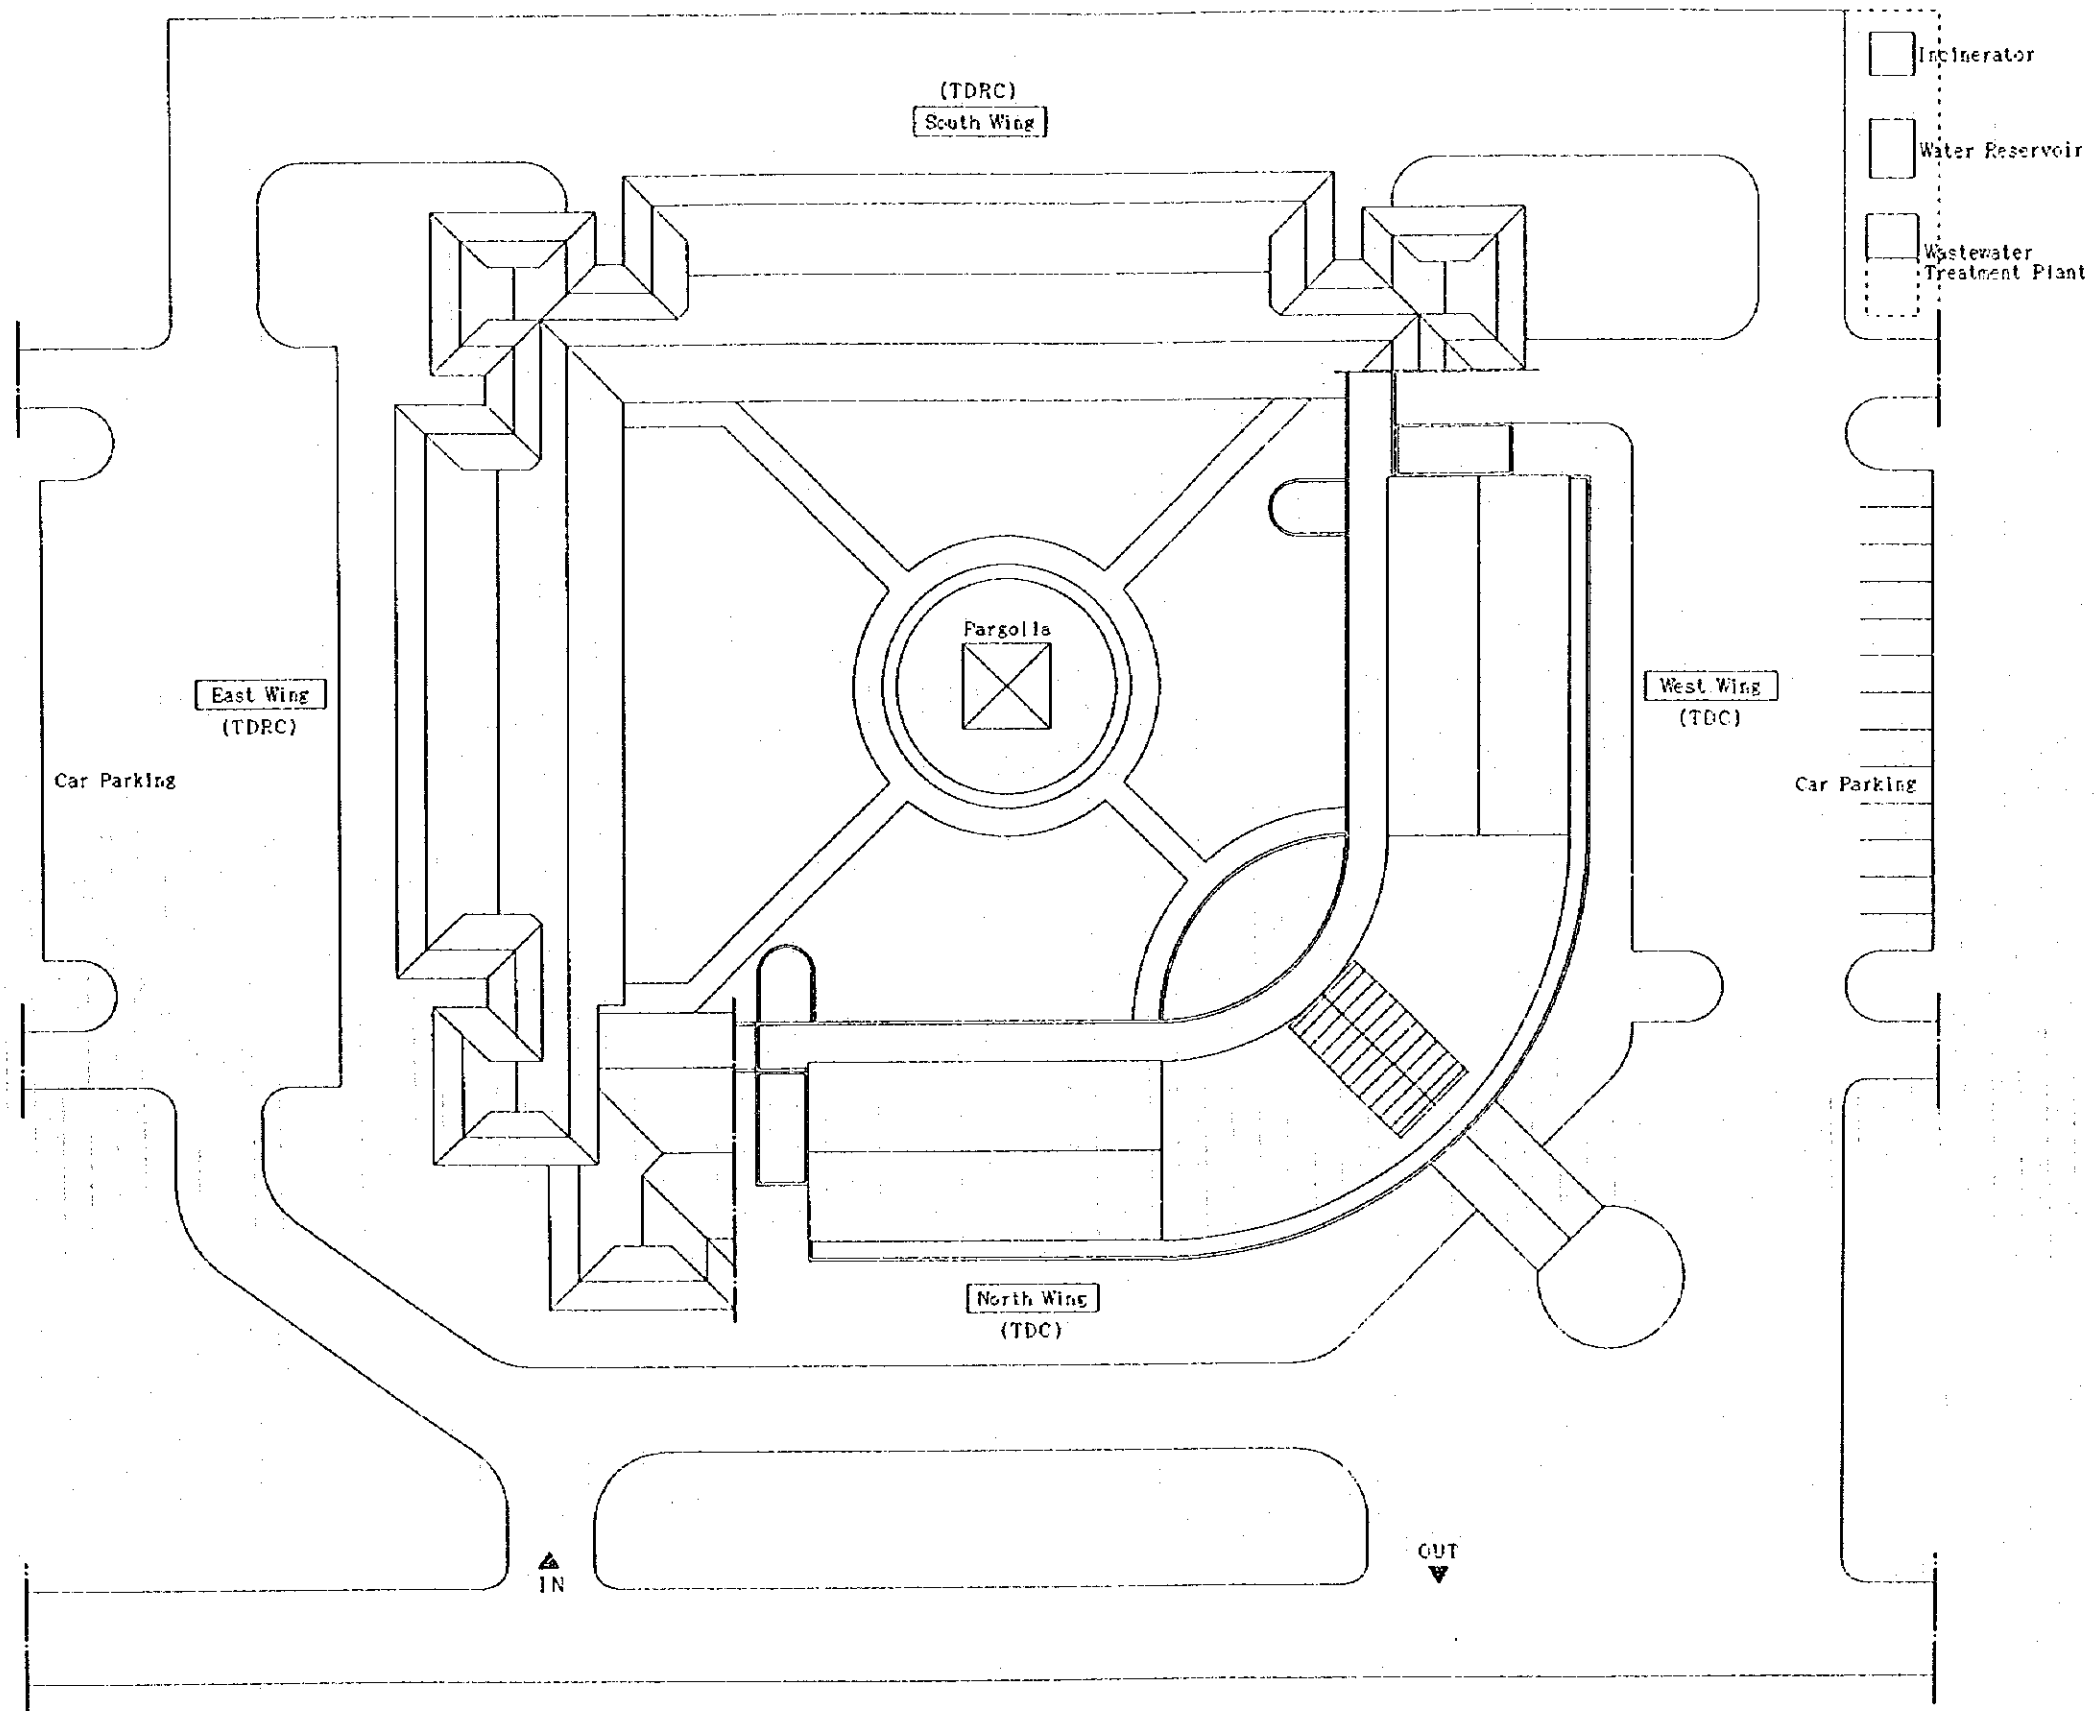 Incinerator
(TDRC)
South Wing
Water Reservoir
Wastewater
Treatment Plant
Pargolla
East Wing
(TDRC)
West Wing
(TDC)
Car Parking
Car Parking
North Wing
(TDC)
OUT
IN